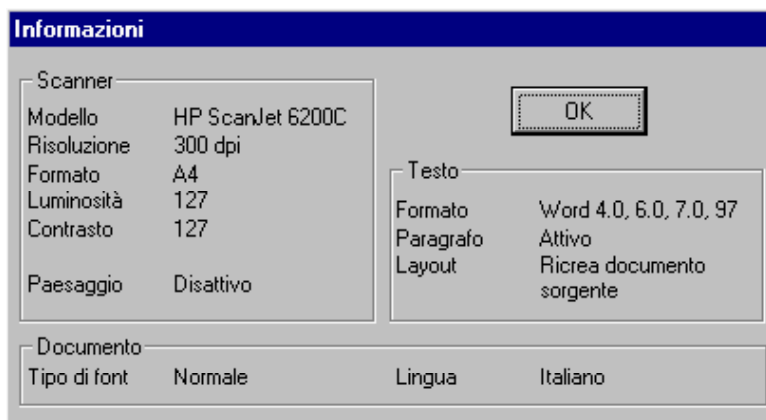 Informazioni
Scanner
Modello HP ScanJet 6200C
Risoluzione 300 dpi
Formato A4
Luminosità 127
Contrasto 127
Paesaggio Disattivo
OK
Testo
Formato Word 4.0, 6.0, 7.0, 97
Paragrafo Attivo
Layout Ricrea documento
sorgente
Documento
Tipo di font Normale Lingua Italiano